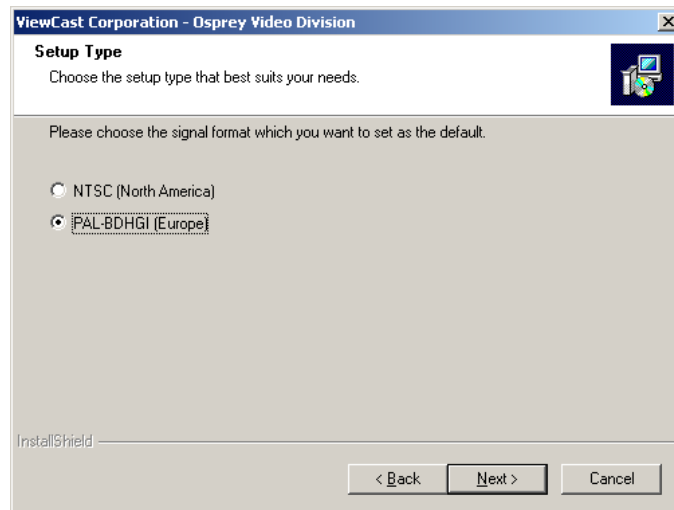 ViewCast Corporation - Osprey Video Division
Setup Type
Choose the setup type that best suits your needs.
Please choose the signal format which you want to set as the default.
NTSC (North America)
PAL-BDHGI (Europe)
InstallShield
< Back Next > Cancel